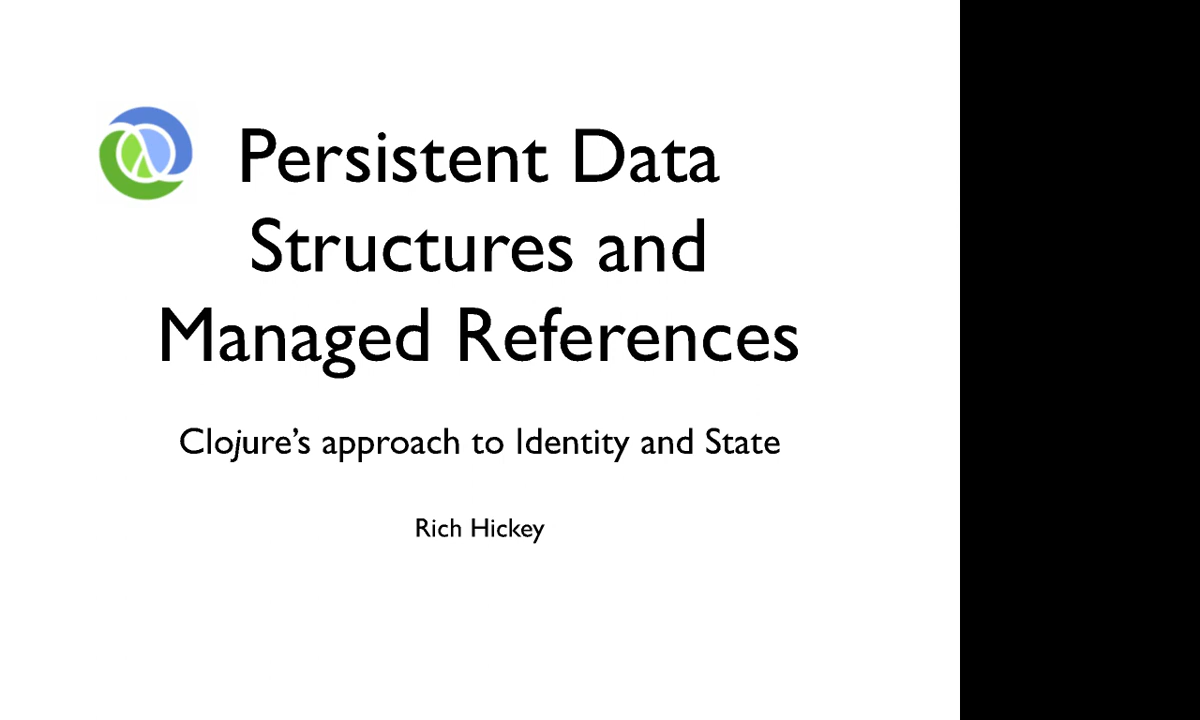 Persistent Data
Structures and
Managed References
Clojure’s approach to Identity and State
Rich Hickey